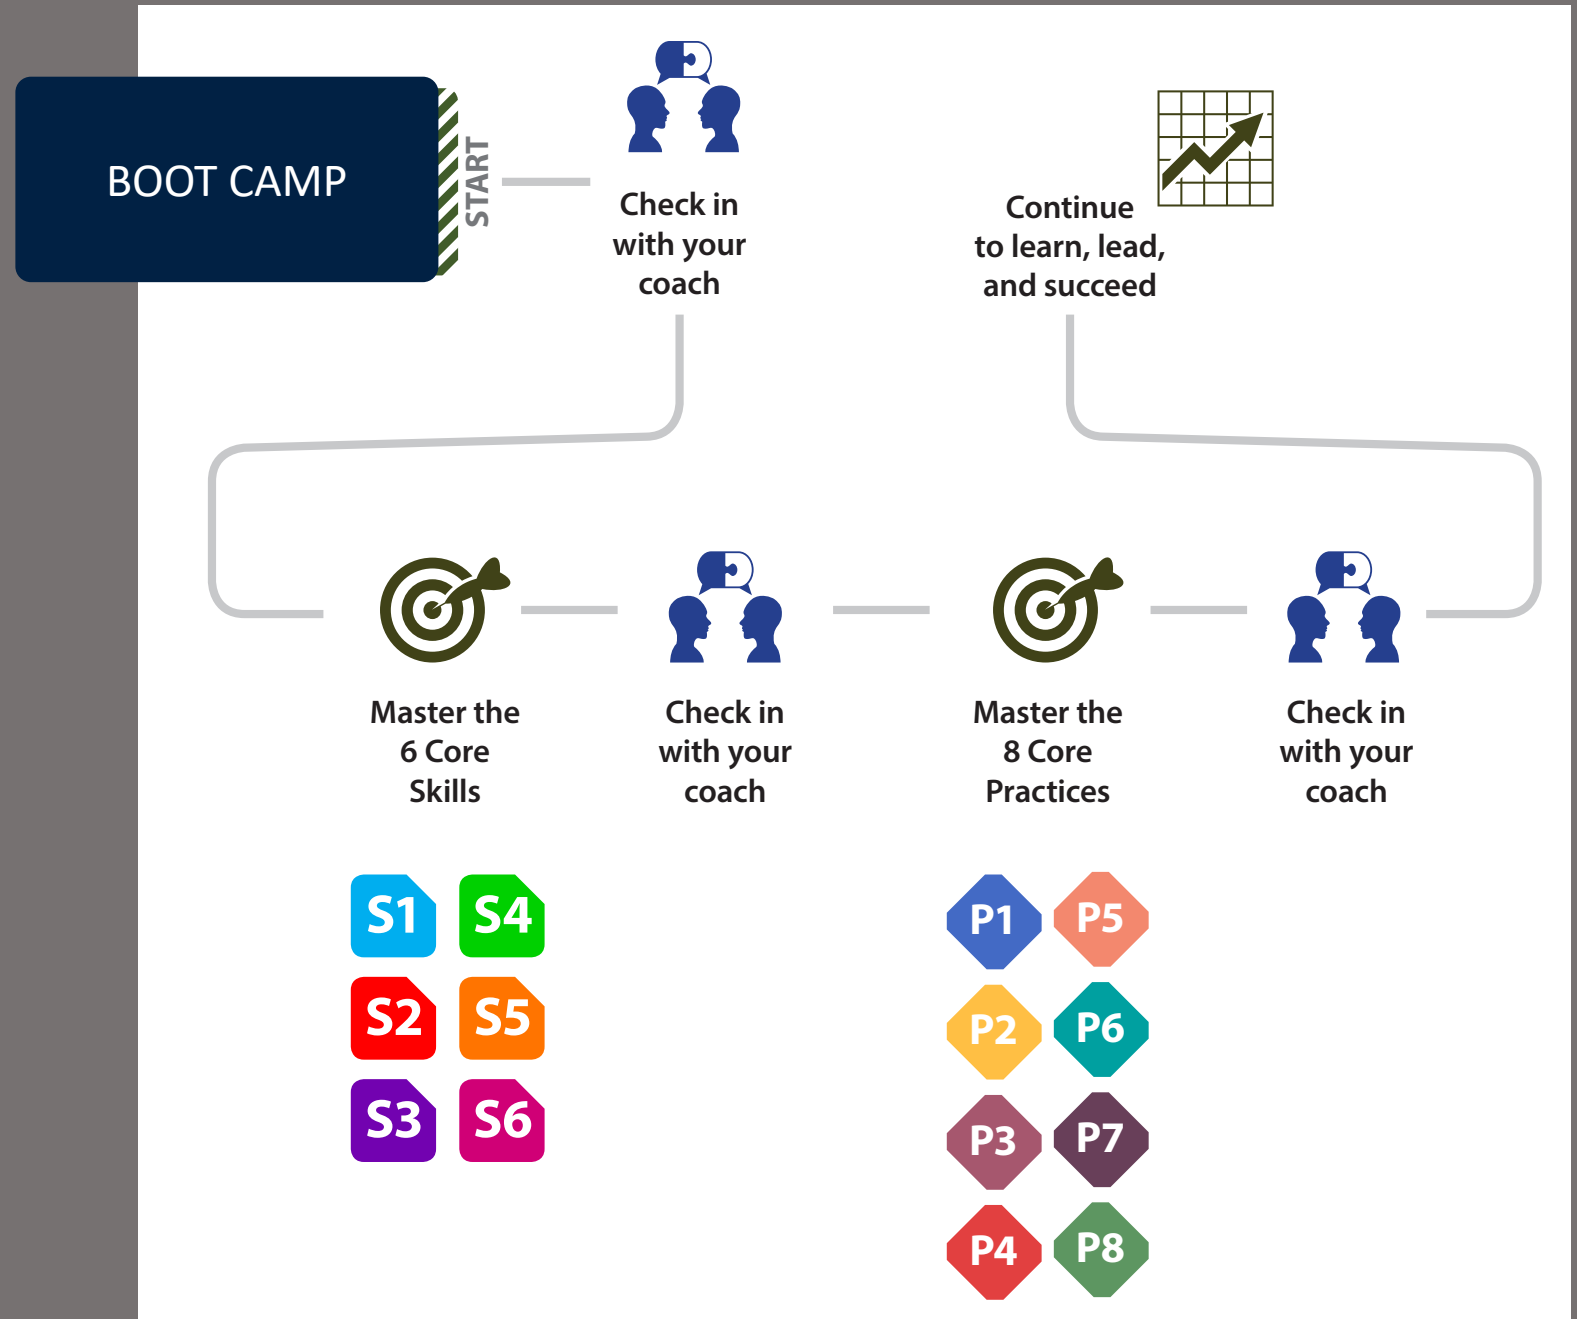 BOOT CAMP
START
Check in
with your
coach
Continue
to learn, lead,
and succeed
Master the
6 Core
Skills
Check in
with your
coach
Master the
8 Core
Practices
Check in
with your
coach
S1 S4
S2 S5
S3 S6
P1 P5
P2 P6
P3 P7
P4 P8